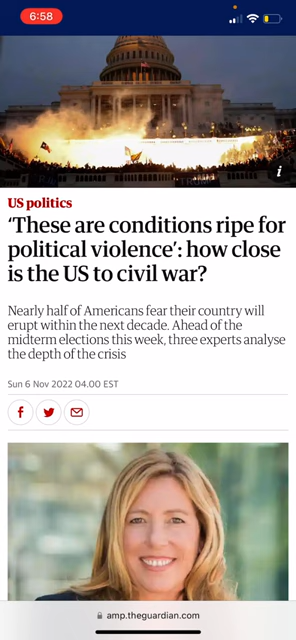 6:58
US politics
‘These are conditions ripe for
political violence’: how close
is the US to civil war?
Nearly half of Americans fear their country will
erupt within the next decade. Ahead of the
midterm elections this week, three experts analyse
the depth of the crisis
Sun 6 Nov 2022 04.00 EST
amp.theguardian.com